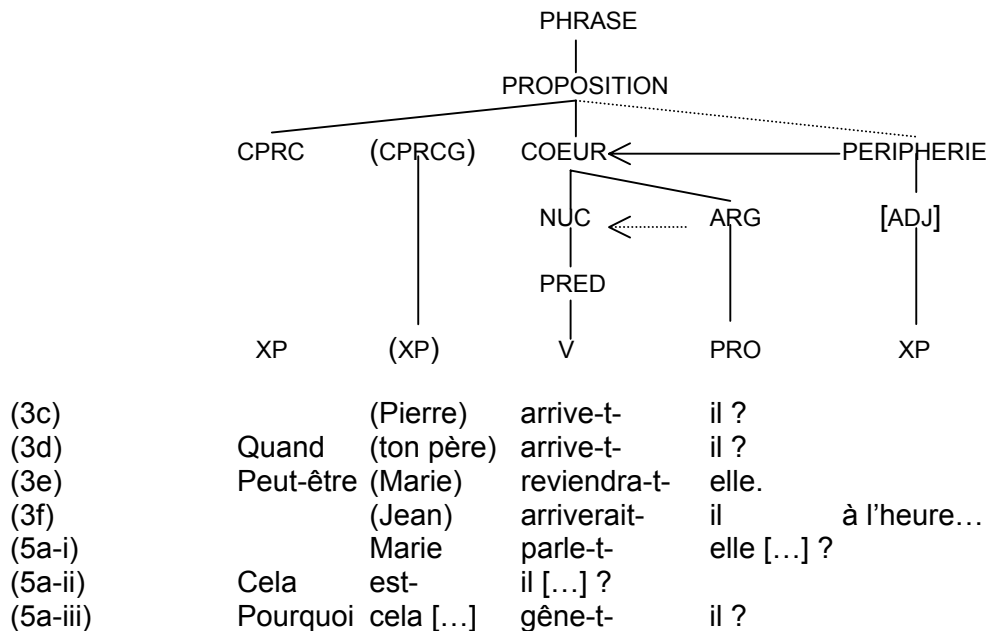 PHRASE
PROPOSITION
CPRC (CPRCG) COEUR PERIPHERIE
NUC ARG [ADJ]
PRED
XP (XP) V PRO XP
(3c) (Pierre) arrive-t- il ?
(3d) Quand (ton père) arrive-t- il ?
(3e) Peut-être (Marie) reviendra-t- elle.
(3f) (Jean) arriverait- il à l’heure…
(5a-i) Marie parle-t- elle […] ?
(5a-ii) Cela est- il […] ?
(5a-iii) Pourquoi cela […] gêne-t- il ?